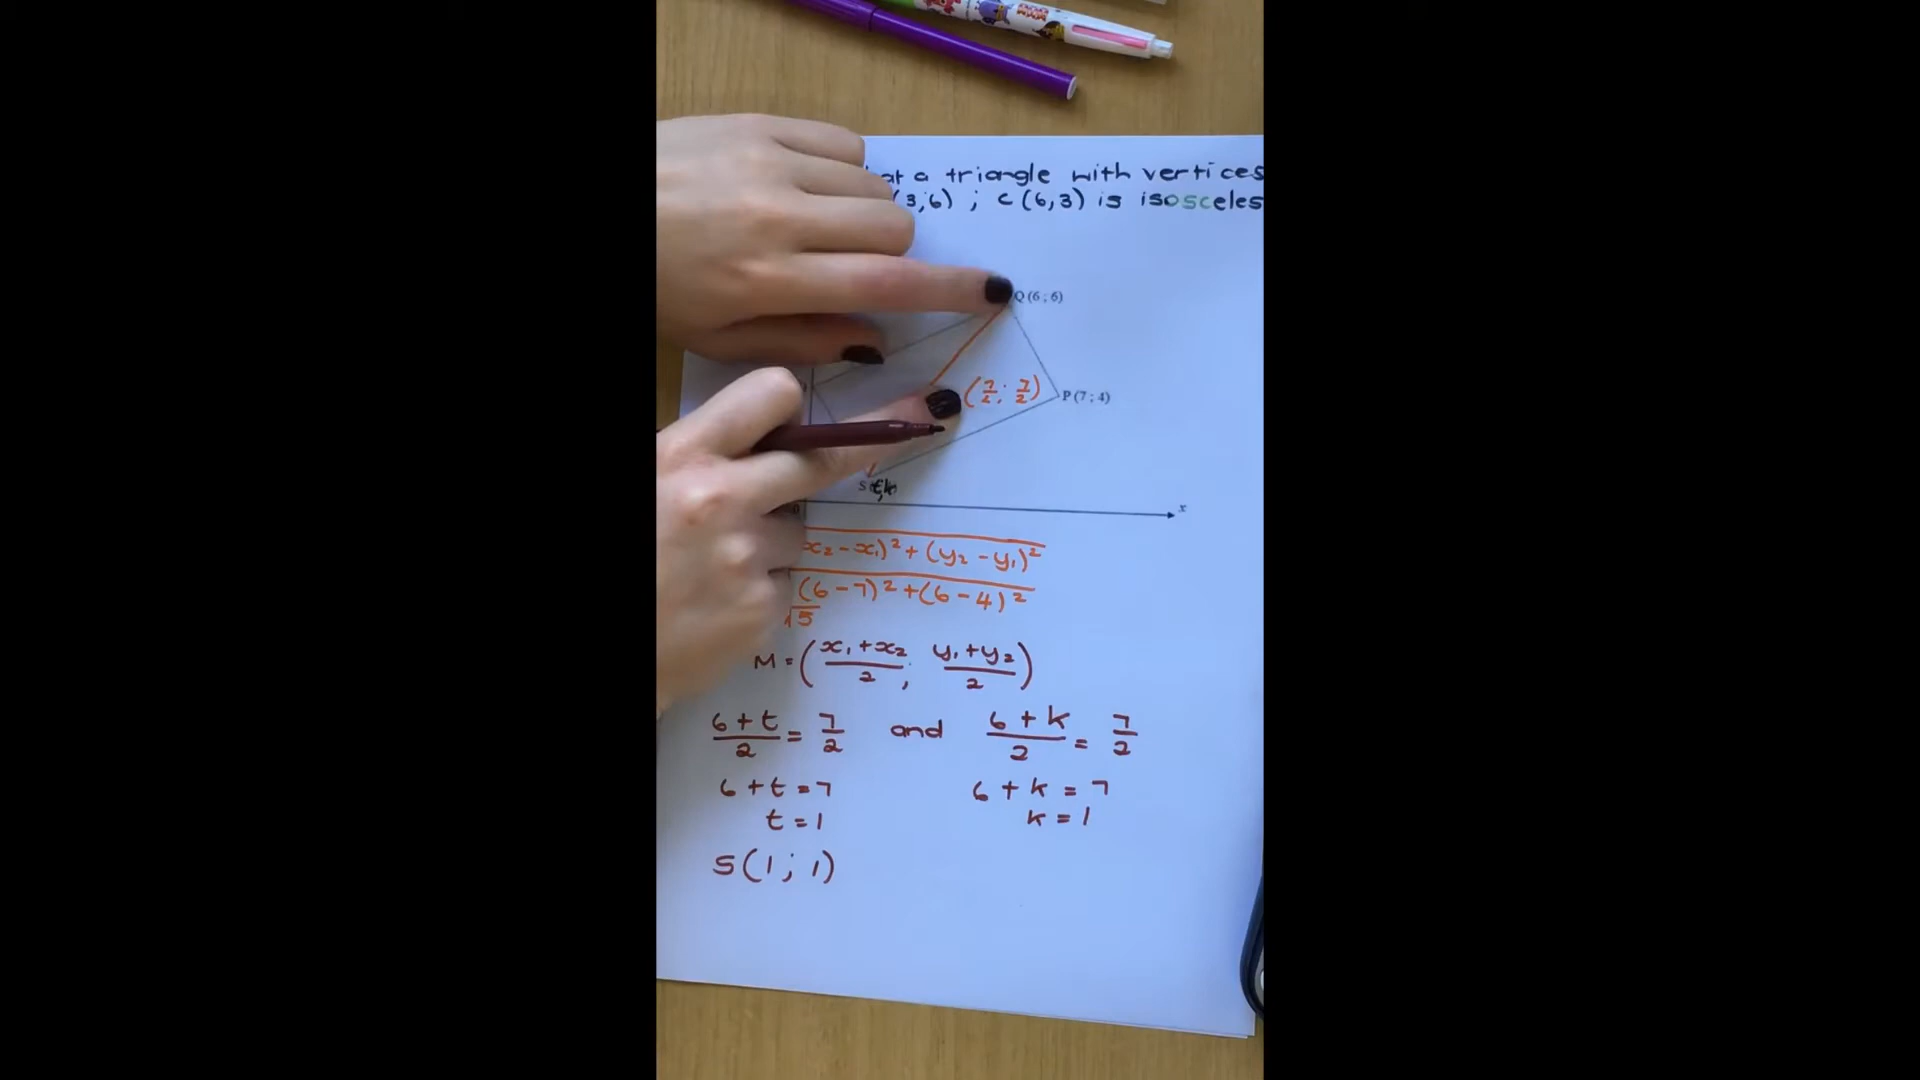 at a triangle with vertices
(3,6) ; C (6,3) is isosceles
Q (6 ; 6)
(7/2 ; 7/2)
P (7 ; 4)
S (t;k)
x
x₂ - x₁)² + (y₂ - y₁)²
(6 - 7)² + (6 - 4)²
√5
M = (x₁ + x₂/2 ; y₁ + y₂/2)
6 + t/2 = 7/2 and 6 + k/2 = 7/2
6 + t = 7 6 + k = 7
t = 1 k = 1
S (1 ; 1)